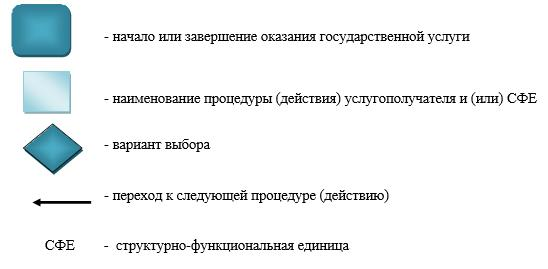 - начало или завершение оказания государственной услуги
- наименование процедуры (действия) услугополучателя и (или) СФЕ
- вариант выбора
- переход к следующей процедуре (действию)
СФЕ - структурно-функциональная единица